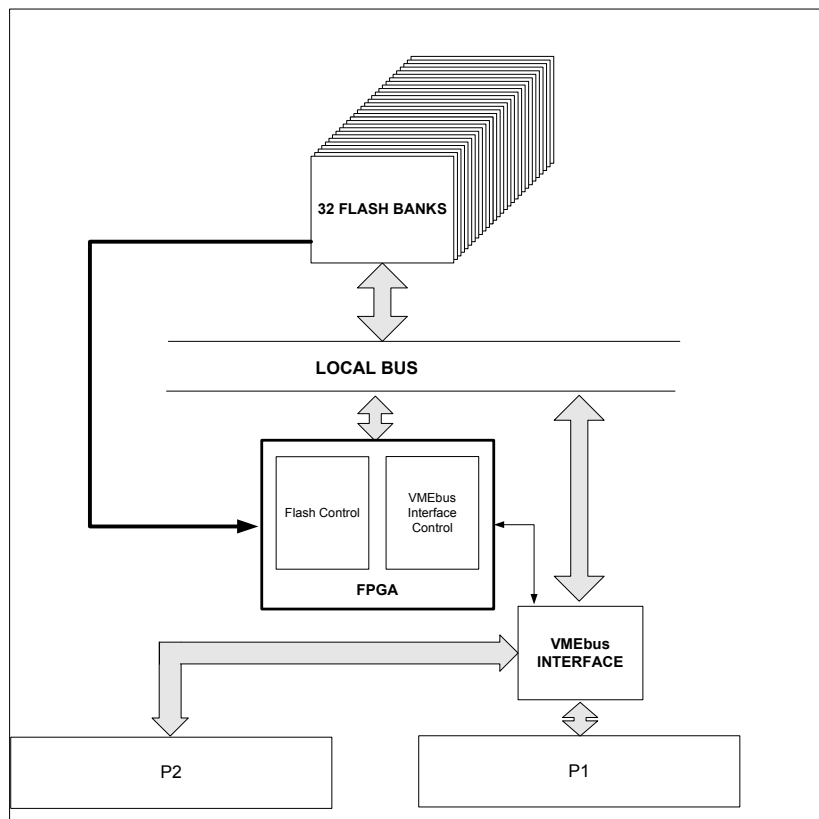 32 FLASH BANKS
LOCAL BUS
Flash Control
VMEbus
Interface
Control
FPGA
VMEbus
INTERFACE
P2
P1